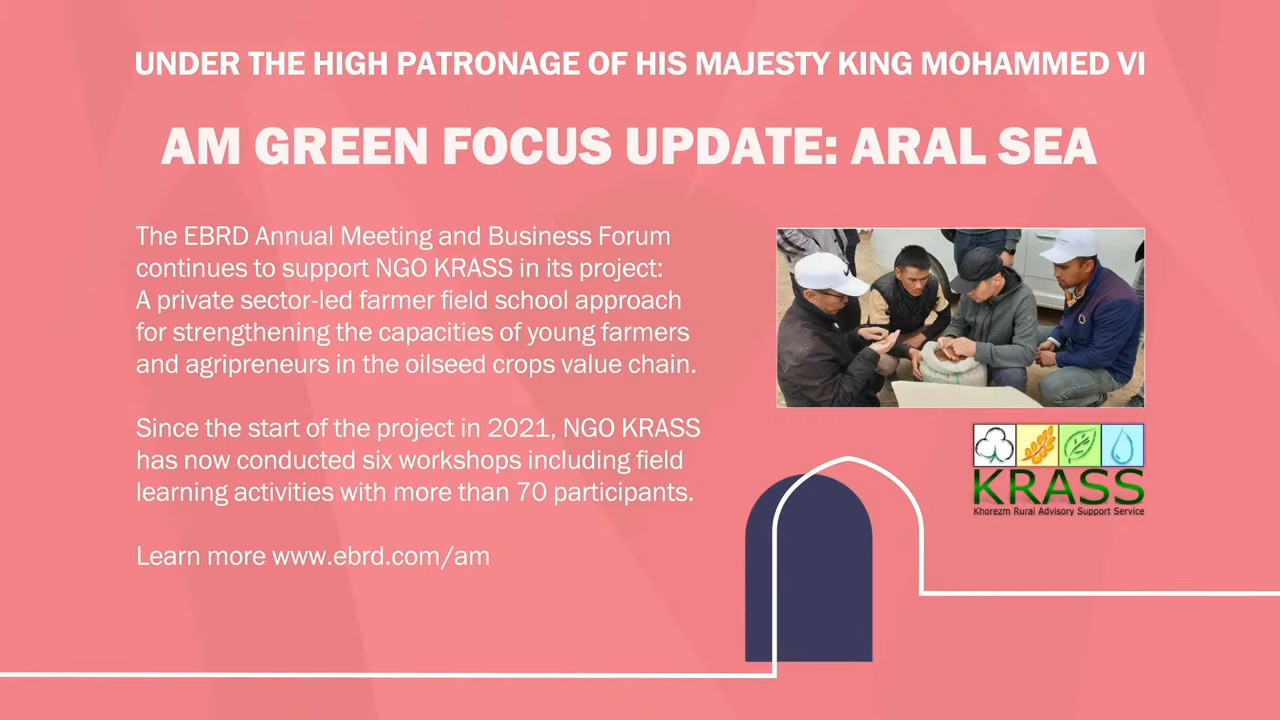 UNDER THE HIGH PATRONAGE OF HIS MAJESTY KING MOHAMMED VI
AM GREEN FOCUS UPDATE: ARAL SEA
The EBRD Annual Meeting and Business Forum
continues to support NGO KRASS in its project:
A private sector-led farmer field school approach
for strengthening the capacities of young farmers
and agripreneurs in the oilseed crops value chain.
Since the start of the project in 2021, NGO KRASS
has now conducted six workshops including field
learning activities with more than 70 participants.
Learn more www.ebrd.com/am
KRASS
Khorezm Rural Advisory Support Service